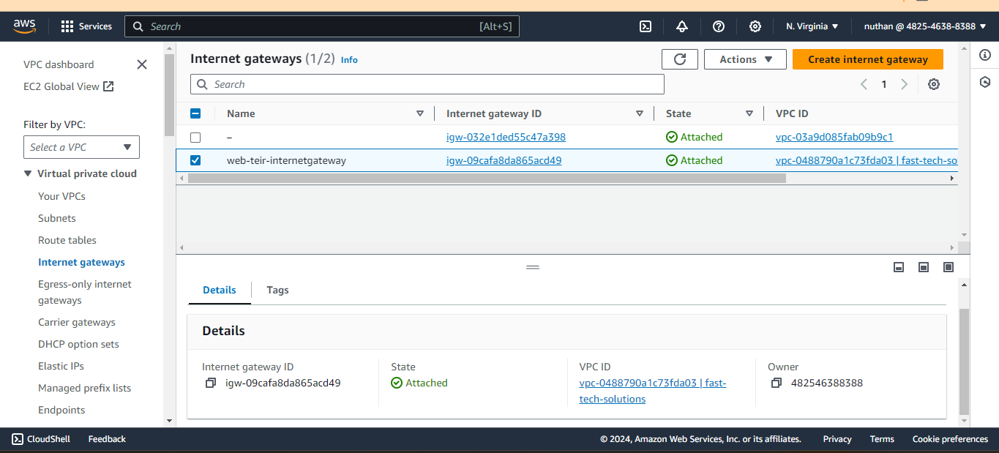 aws
Services
Search
[Alt+S]
N. Virginia
nuthan @ 4825-4638-8388
VPC dashboard
EC2 Global View
Filter by VPC:
Select a VPC
Virtual private cloud
Your VPCs
Subnets
Route tables
Internet gateways
Egress-only internet
gateways
Carrier gateways
DHCP option sets
Elastic IPs
Managed prefix lists
Endpoints
Internet gateways (1/2) Info
Actions
Create internet gateway
Search
1
Name Internet gateway ID State VPC ID
– igw-032e1ded55c47a398 Attached vpc-03a9d085fab09b9c1
web-teir-internetgateway igw-09cafa8da865acd49 Attached vpc-0488790a1c73fda03 | fast-tech-so
Details Tags
Details
Internet gateway ID
igw-09cafa8da865acd49
State
Attached
VPC ID
vpc-0488790a1c73fda03 | fast-
tech-solutions
Owner
482546388388
CloudShell Feedback © 2024, Amazon Web Services, Inc. or its affiliates. Privacy Terms Cookie preferences